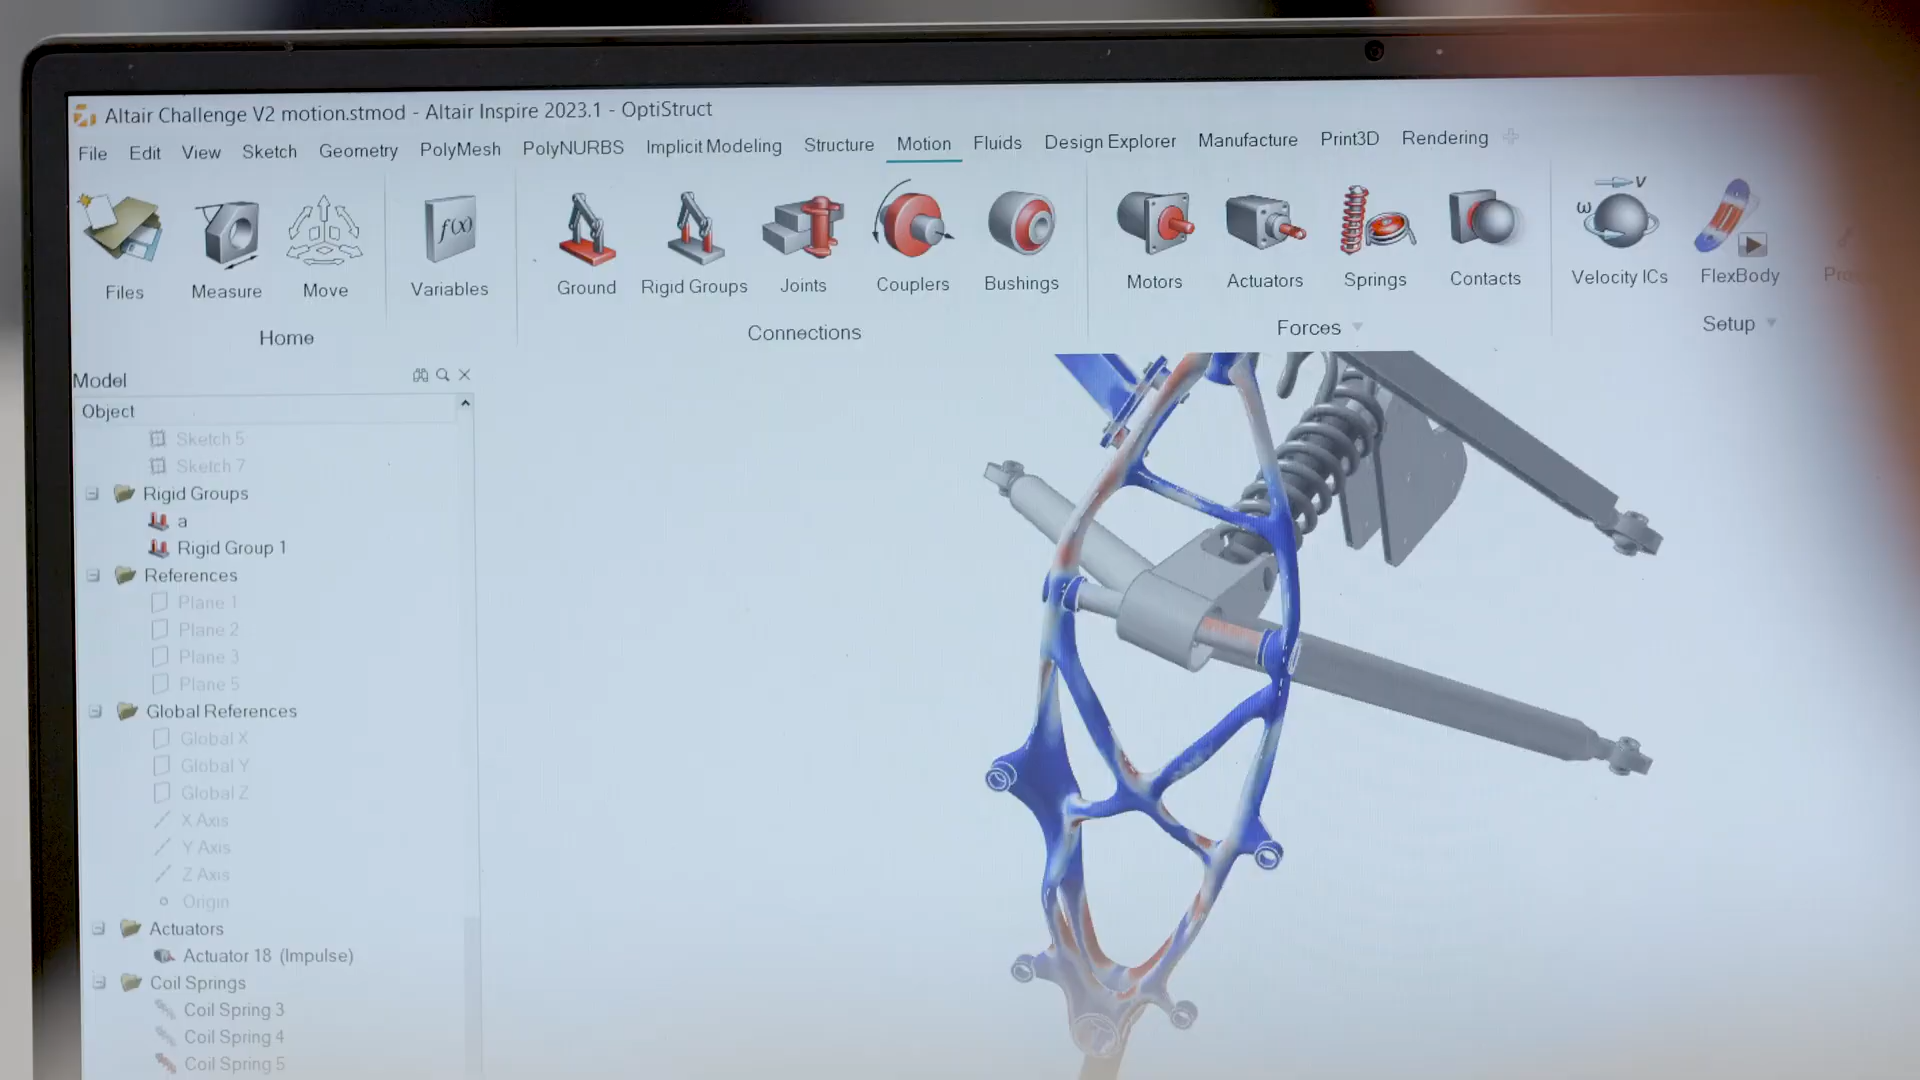 Altair Challenge V2 motion.stmod - Altair Inspire 2023.1 - OptiStruct
File Edit View Sketch Geometry PolyMesh PolyNURBS Implicit Modeling Structure Motion Fluids Design Explorer Manufacture Print3D Rendering
f(x)
V
ω
Files Measure Move Variables Ground Rigid Groups Joints Couplers Bushings Motors Actuators Springs Contacts Velocity ICs FlexBody
Home Connections Forces Setup
Model
Object
Sketch 5
Sketch 7
Rigid Groups
a
Rigid Group 1
References
Plane 1
Plane 2
Plane 3
Plane 5
Global References
Global X
Global Y
Global Z
X Axis
Y Axis
Z Axis
Origin
Actuators
Actuator 18 (Impulse)
Coil Springs
Coil Spring 3
Coil Spring 4
Coil Spring 5